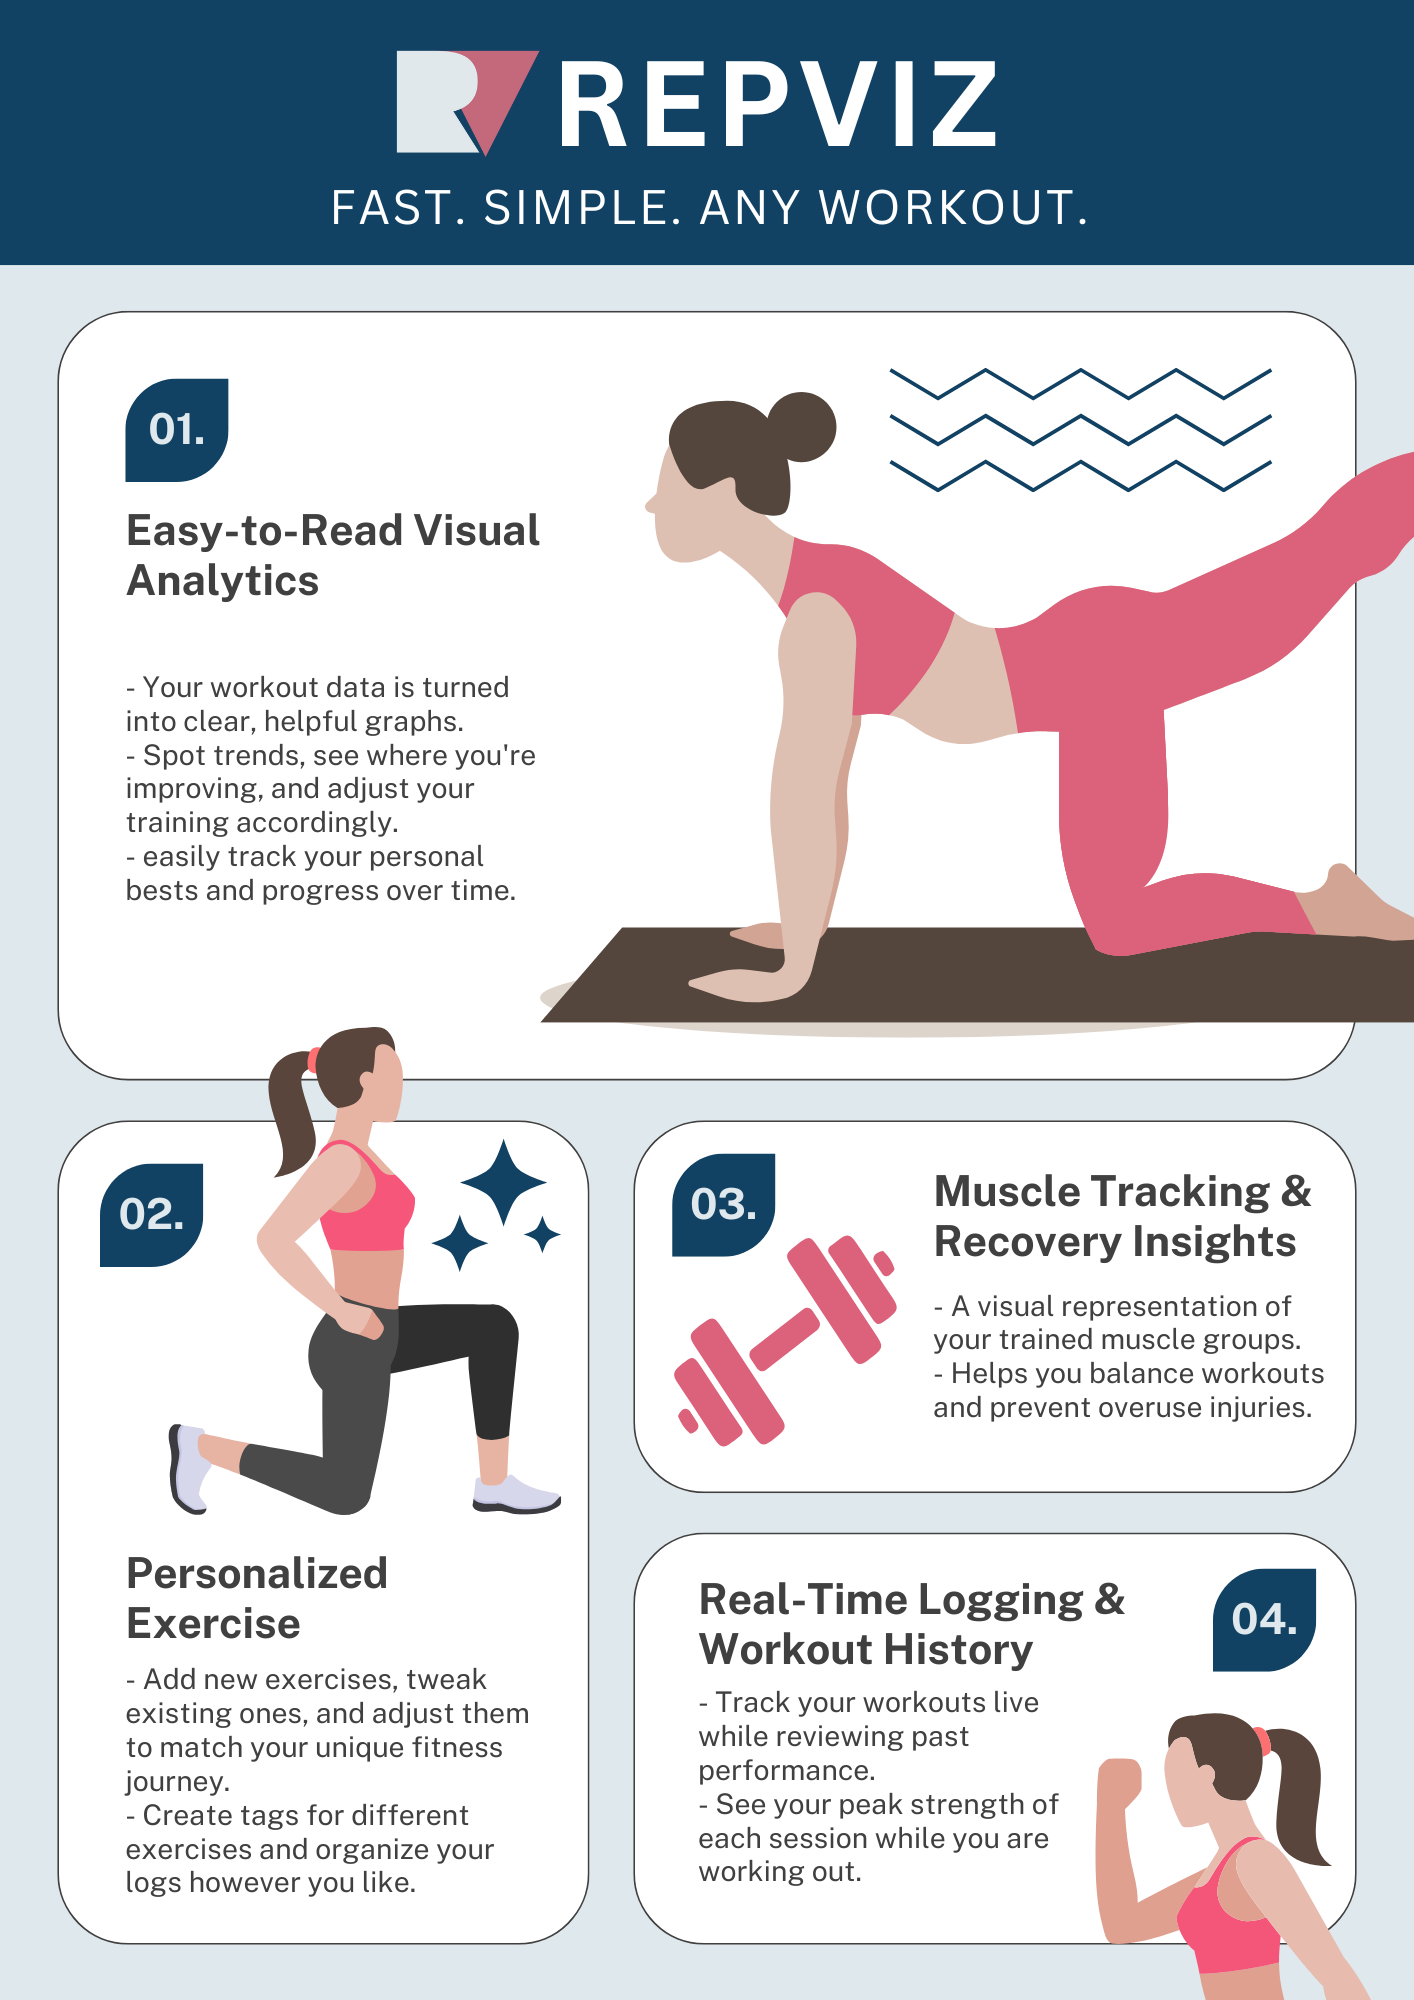 REPVIZ
FAST. SIMPLE. ANY WORKOUT.
01.
Easy-to-Read Visual
Analytics
- Your workout data is turned
into clear, helpful graphs.
- Spot trends, see where you're
improving, and adjust your
training accordingly.
- easily track your personal
bests and progress over time.
02.
Personalized
Exercise
- Add new exercises, tweak
existing ones, and adjust them
to match your unique fitness
journey.
- Create tags for different
exercises and organize your
logs however you like.
03.
Muscle Tracking &
Recovery Insights
- A visual representation of
your trained muscle groups.
- Helps you balance workouts
and prevent overuse injuries.
04.
Real-Time Logging &
Workout History
- Track your workouts live
while reviewing past
performance.
- See your peak strength of
each session while you are
working out.